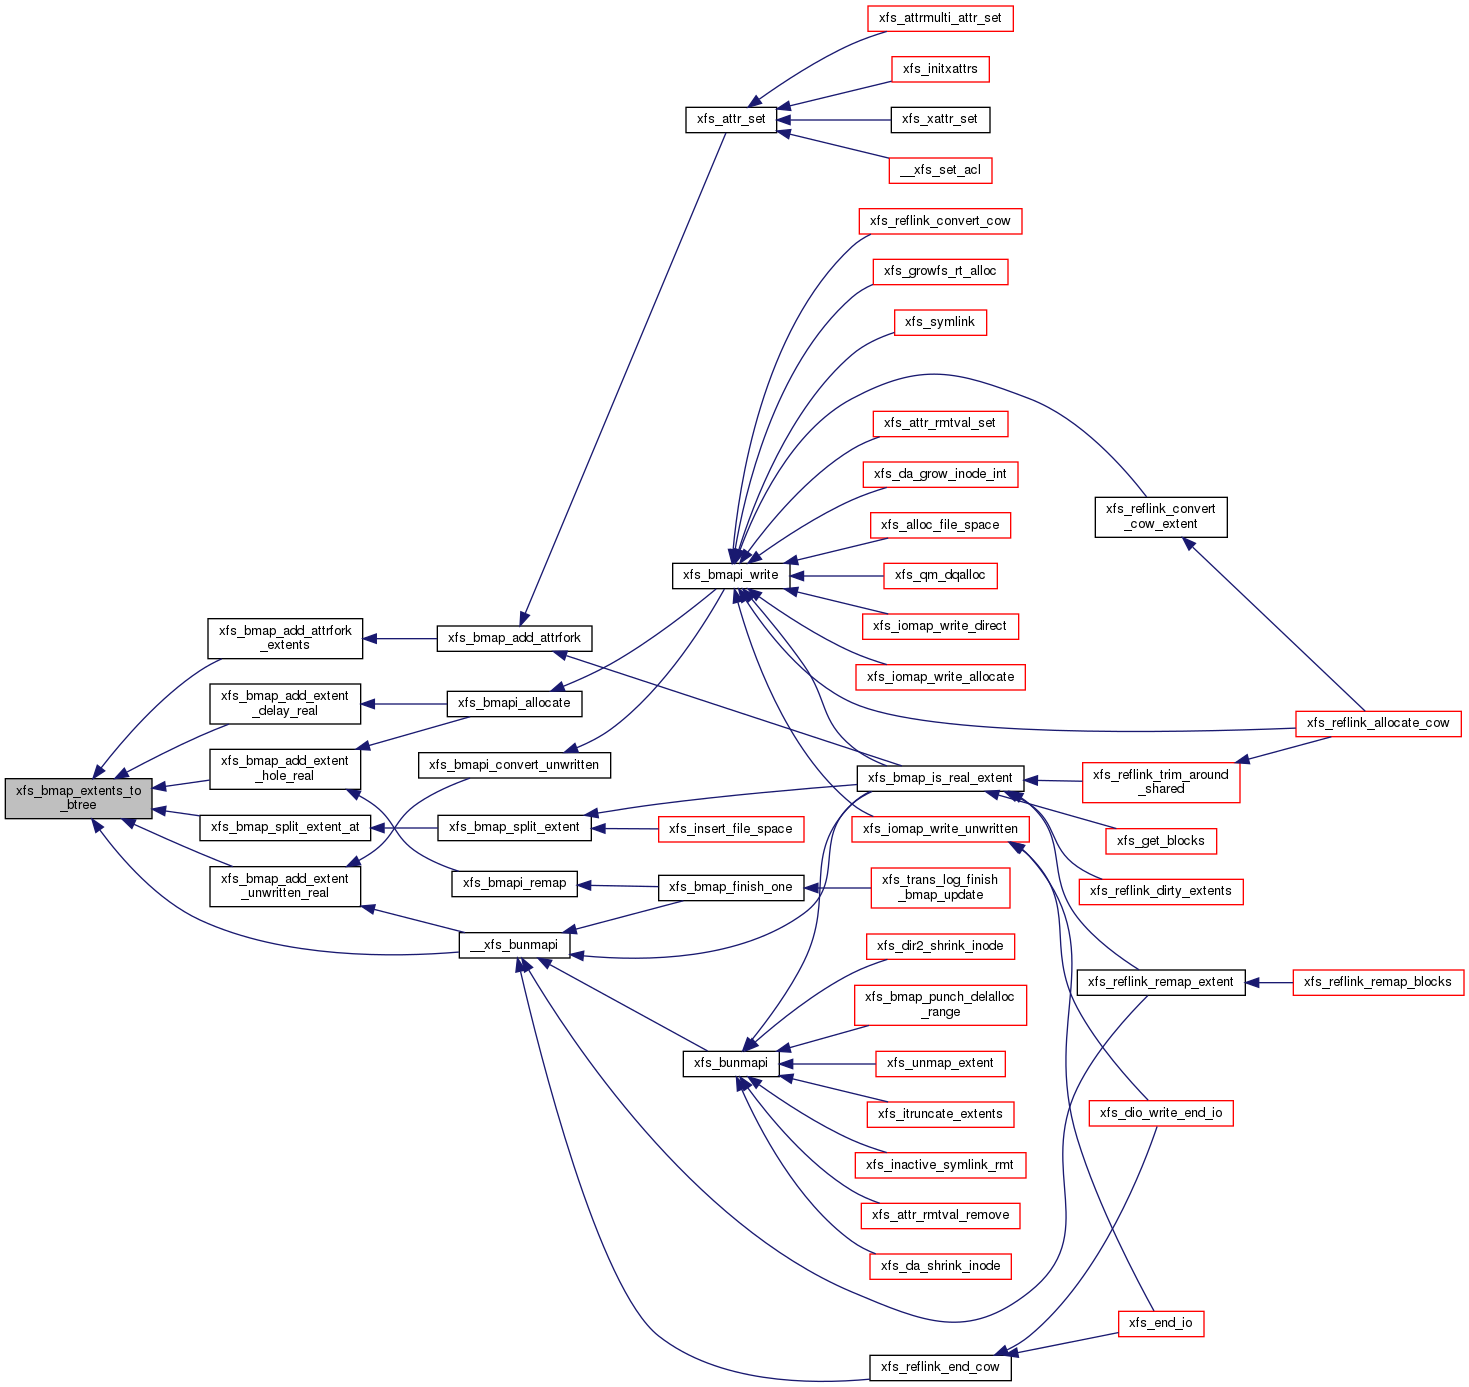 xfs_attrmulti_attr_set
xfs_initxattrs
xfs_attr_set
xfs_xattr_set
__xfs_set_acl
xfs_reflink_convert_cow
xfs_growfs_rt_alloc
xfs_symlink
xfs_attr_rmtval_set
xfs_da_grow_inode_int
xfs_reflink_convert
_cow_extent
xfs_alloc_file_space
xfs_bmapi_write
xfs_qm_dqalloc
xfs_iomap_write_direct
xfs_bmap_add_attrfork
_extents
xfs_bmap_add_attrfork
xfs_iomap_write_allocate
xfs_bmap_add_extent
_delay_real
xfs_bmapi_allocate
xfs_reflink_allocate_cow
xfs_bmap_add_extent
_hole_real
xfs_bmapi_convert_unwritten
xfs_bmap_is_real_extent
xfs_reflink_trim_around
_shared
xfs_bmap_extents_to
_btree
xfs_bmap_split_extent_at
xfs_bmap_split_extent
xfs_insert_file_space
xfs_iomap_write_unwritten
xfs_get_blocks
xfs_bmap_add_extent
_unwritten_real
xfs_bmapi_remap
xfs_bmap_finish_one
xfs_trans_log_finish
_bmap_update
xfs_reflink_dirty_extents
__xfs_bunmapi
xfs_dir2_shrink_inode
xfs_reflink_remap_extent
xfs_reflink_remap_blocks
xfs_bmap_punch_delalloc
_range
xfs_bunmapi
xfs_unmap_extent
xfs_itruncate_extents
xfs_dio_write_end_io
xfs_inactive_symlink_rmt
xfs_attr_rmtval_remove
xfs_da_shrink_inode
xfs_end_io
xfs_reflink_end_cow